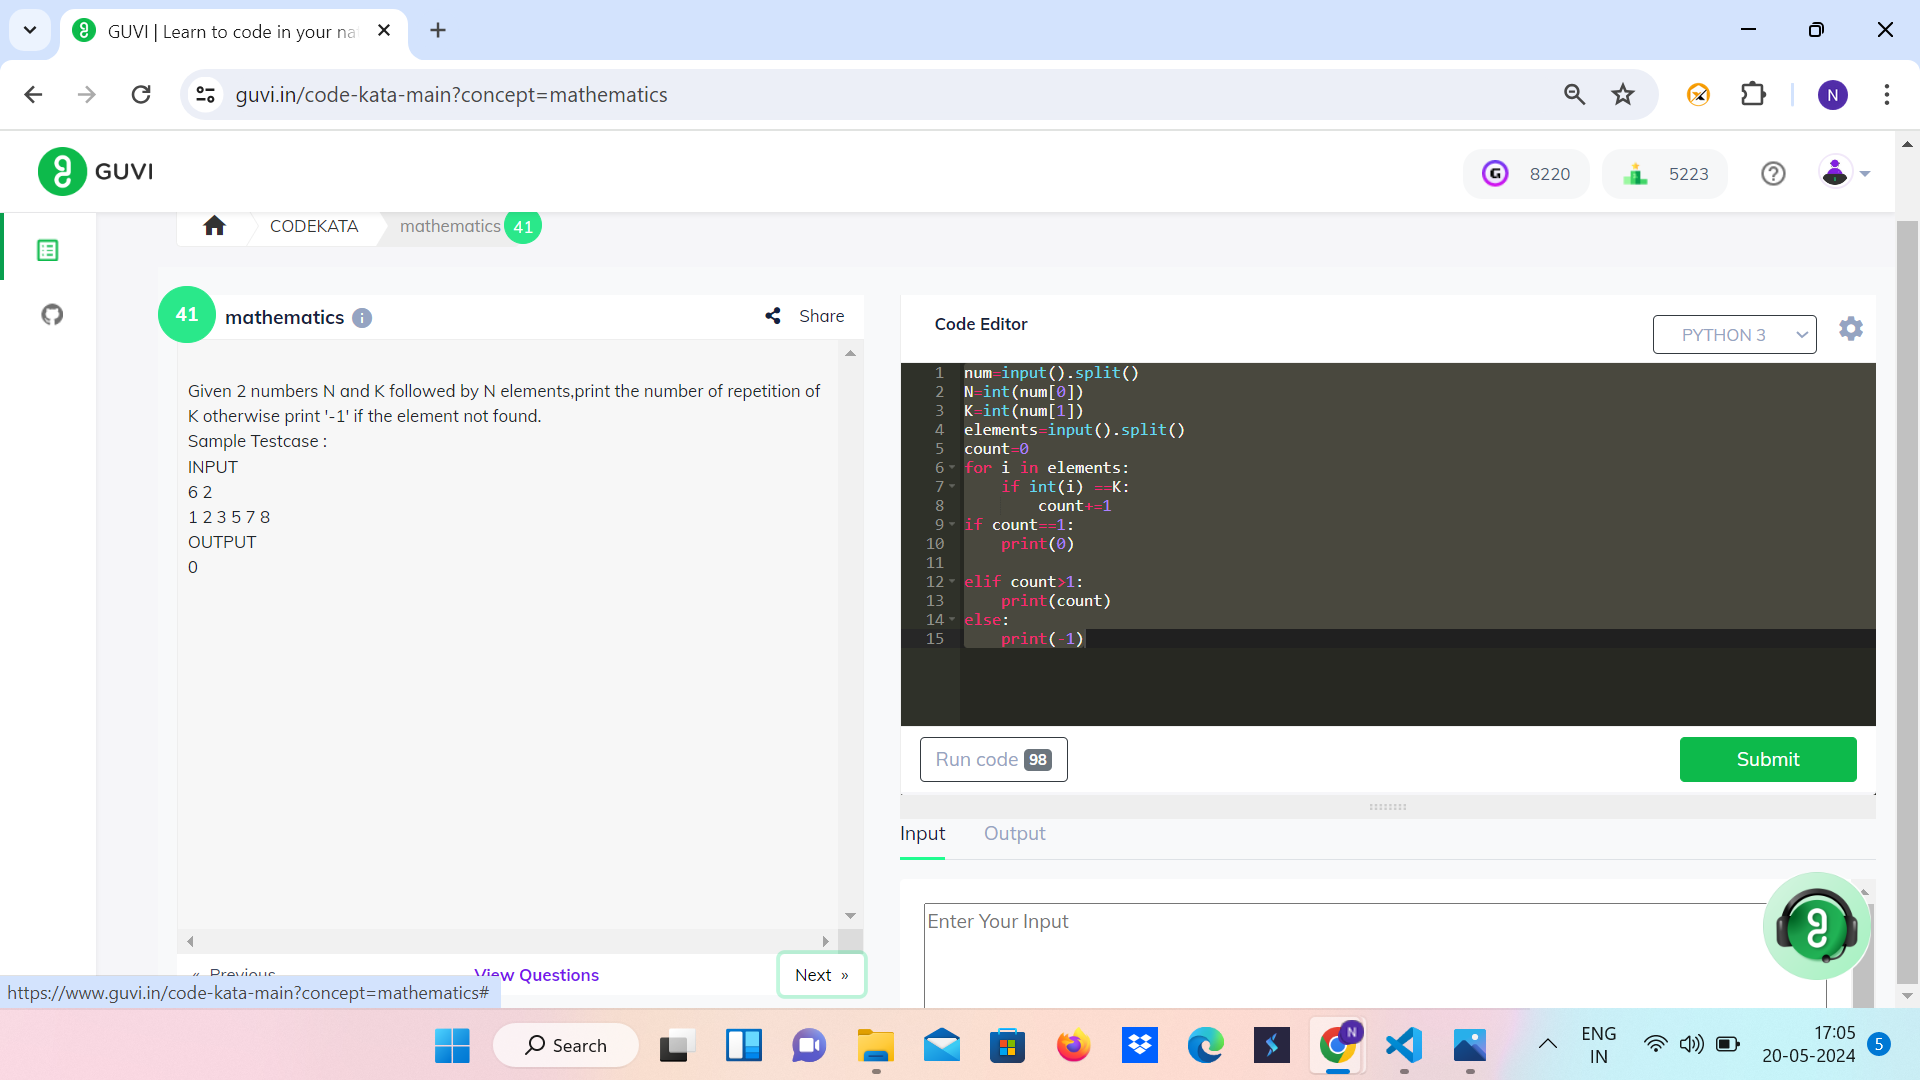 GUVI | Learn to code in your na
guvi.in/code-kata-main?concept=mathematics
N
GUVI
G 8220
5223
CODEKATA
mathematics 41
41 mathematics i
Share
Given 2 numbers N and K followed by N elements,print the number of repetition of
K otherwise print '-1' if the element not found.
Sample Testcase :
INPUT
6 2
1 2 3 5 7 8
OUTPUT
0
« Previous
View Questions
Next »
https://www.guvi.in/code-kata-main?concept=mathematics#
Code Editor
PYTHON 3
1 num=input().split()
2 N=int(num[0])
3 K=int(num[1])
4 elements=input().split()
5 count=0
6 for i in elements:
7     if int(i) ==K:
8         count+=1
9 if count==1:
10     print(0)
11
12 elif count>1:
13     print(count)
14 else:
15     print(-1)
Run code 98
Submit
Input
Output
Enter Your Input
Search
N
ENG
IN
17:05
20-05-2024
5